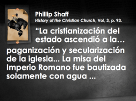 Phillip Shaff
History of the Christian Church, Vol. 3, p. 93.
"La cristianización del
estado ascendió a la...
paganización y secularización
de la iglesia... La misa del
Imperio Romano fue bautizada
solamente con agua ...